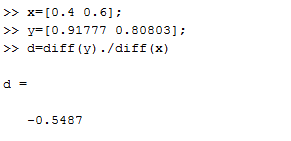 >> x=[0.4 0.6];
>> y=[0.91777 0.80803];
>> d=diff(y)./diff(x)
d =
-0.5487